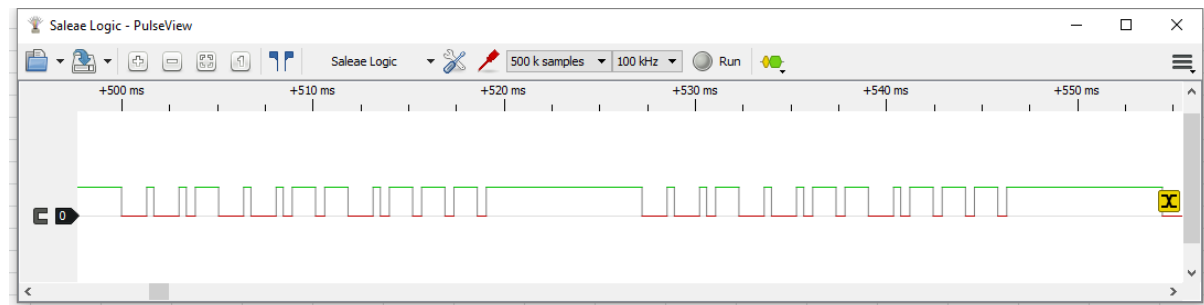 Saleae Logic - PulseView
Saleae Logic 500 k samples 100 kHz Run
+500 ms +510 ms +520 ms +530 ms +540 ms +550 ms
0